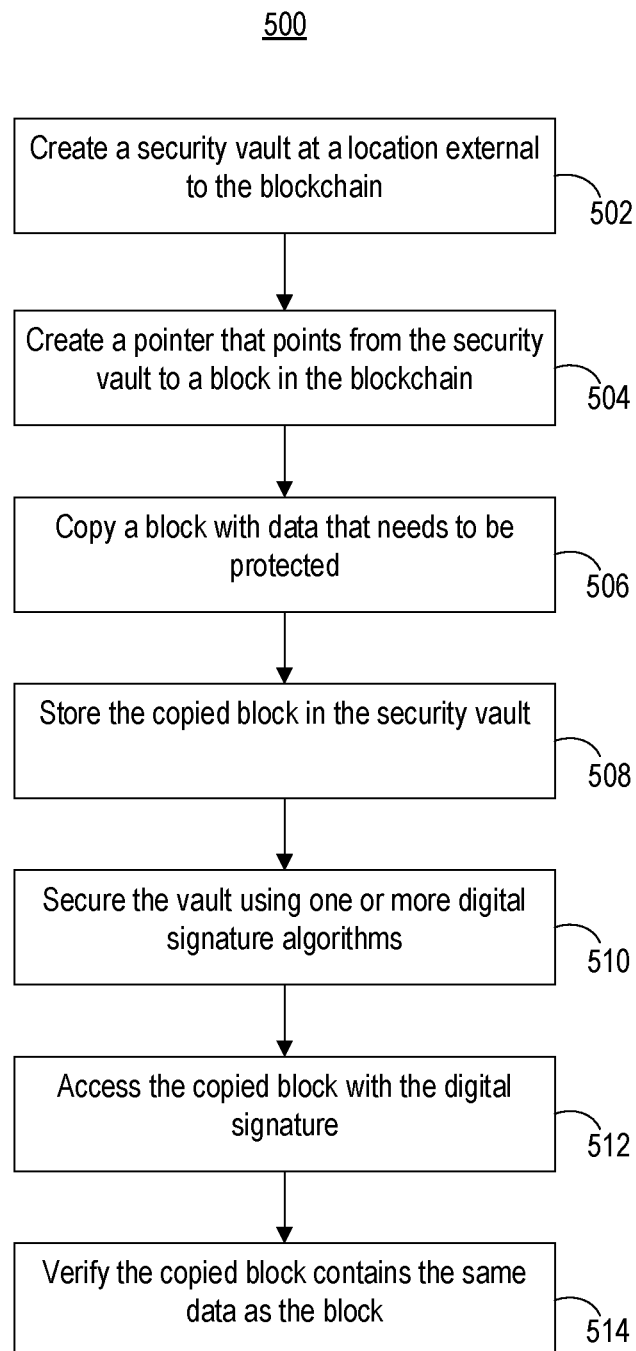 500
Create a security vault at a location external
to the blockchain
502
Create a pointer that points from the security
vault to a block in the blockchain
504
Copy a block with data that needs to be
protected
506
Store the copied block in the security vault
508
Secure the vault using one or more digital
signature algorithms
510
Access the copied block with the digital
signature
512
Verify the copied block contains the same
data as the block
514